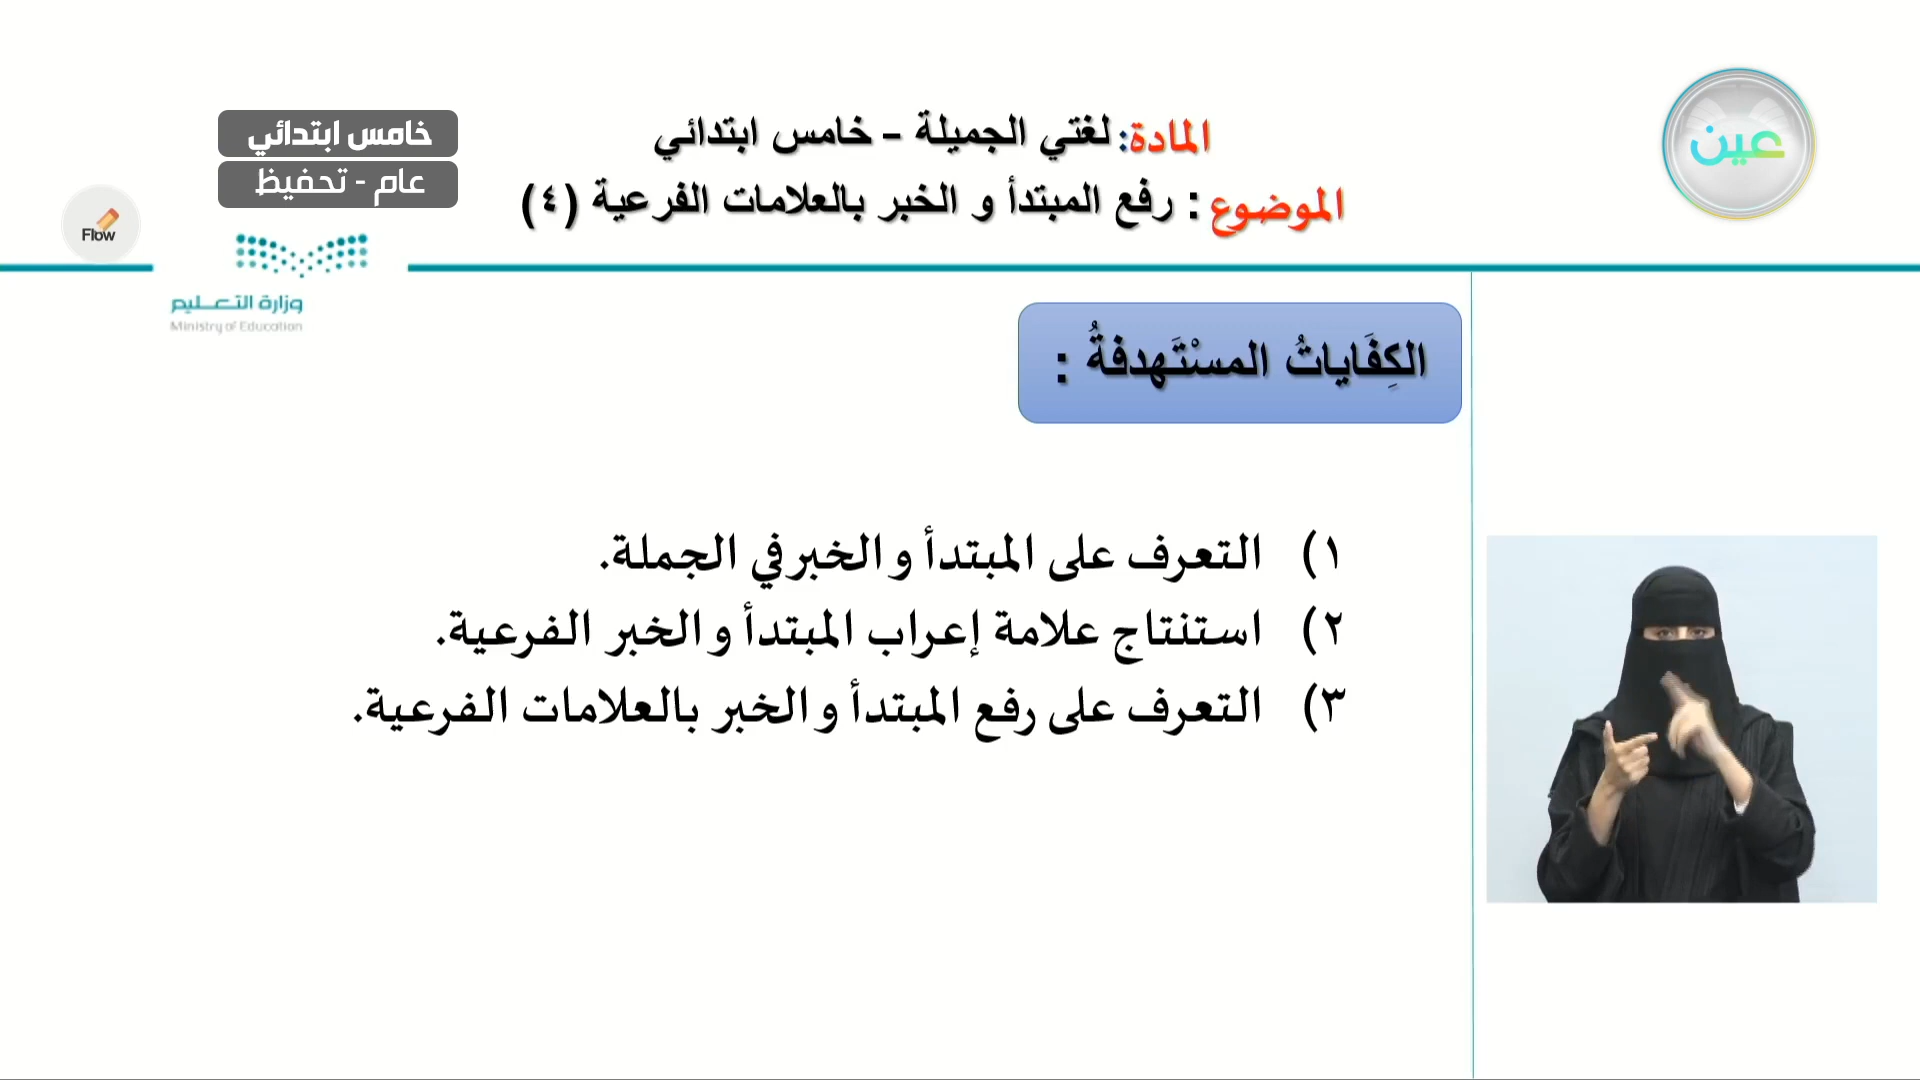 المادة: لغتي الجميلة - خامس ابتدائي
الموضوع : رفع المبتدأ و الخبر بالعلامات الفرعية (٤)
عين
خامس ابتدائي
عام - تحفيظ
Flow
وزارة التعليم
Ministry of Education
الكِفَاياتُ المسْتَهدفةُ :
١) التعرف على المبتدأ و الخبر في الجملة.
٢) استنتاج علامة إعراب المبتدأ و الخبر الفرعية.
٣) التعرف على رفع المبتدأ و الخبر بالعلامات الفرعية.